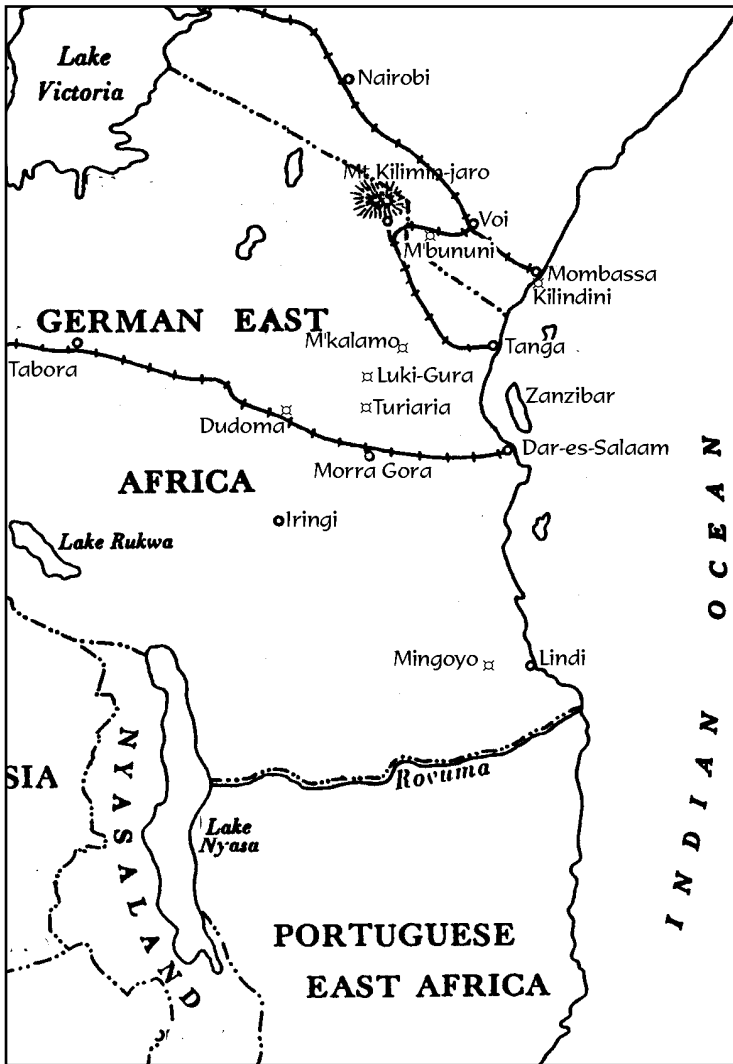 Lake
Victoria
Nairobi
Mt Kilimin-jaro
Voi
M'bununi
Mombassa
Kilindini
GERMAN EAST
M'kalamo
Tanga
Tabora
Luki-Gura
Zanzibar
Dudoma
Turiaria
Dar-es-Salaam
Morra Gora
AFRICA
Iringi
Lake Rukwa
INDIAN OCEAN
Mingoyo
Lindi
NYASALAND
SIA
Rovuma
Lake
Nyasa
PORTUGUESE
EAST AFRICA